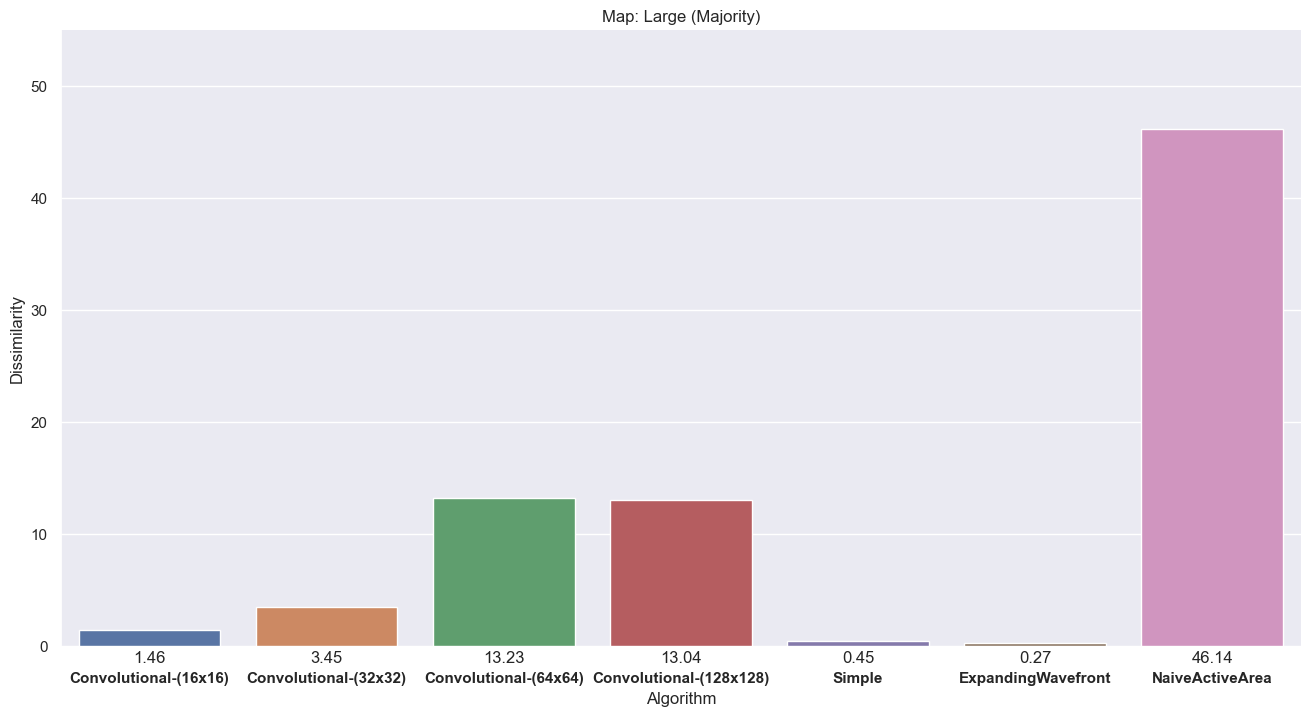 Map: Large (Majority)
Dissimilarity
50
40
30
20
10
0
1.46 3.45 13.23 13.04 0.45 0.27 46.14
Convolutional-(16x16) Convolutional-(32x32) Convolutional-(64x64) Convolutional-(128x128) Simple ExpandingWavefront NaiveActiveArea
Algorithm